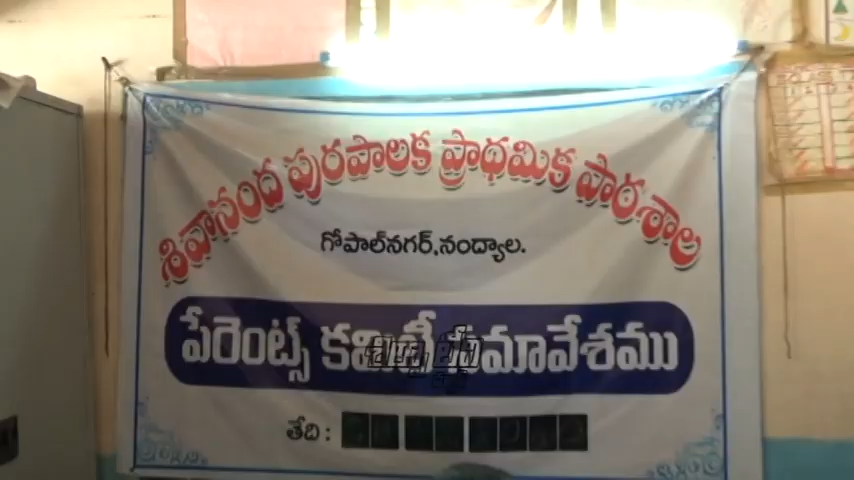 శివానంద పురపాలక ప్రాథమిక పాఠశాల
గోపాల్‌నగర్, నంద్యాల.
పేరెంట్స్ కమిటీ సమావేశము
తేది :